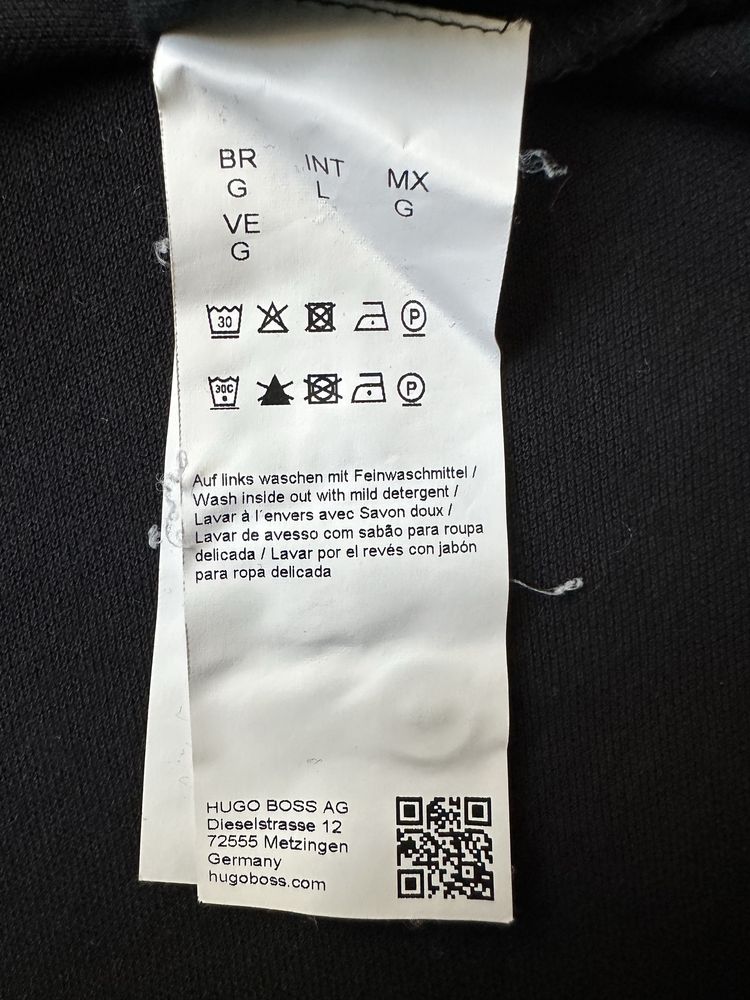 BR INT MX
G L G
VE
G
30 P
30C P
Auf links waschen mit Feinwaschmittel /
Wash inside out with mild detergent /
Lavar à l´envers avec Savon doux /
Lavar de avesso com sabão para roupa
delicada / Lavar por el revés con jabón
para ropa delicada
HUGO BOSS AG
Dieselstrasse 12
72555 Metzingen
Germany
hugoboss.com